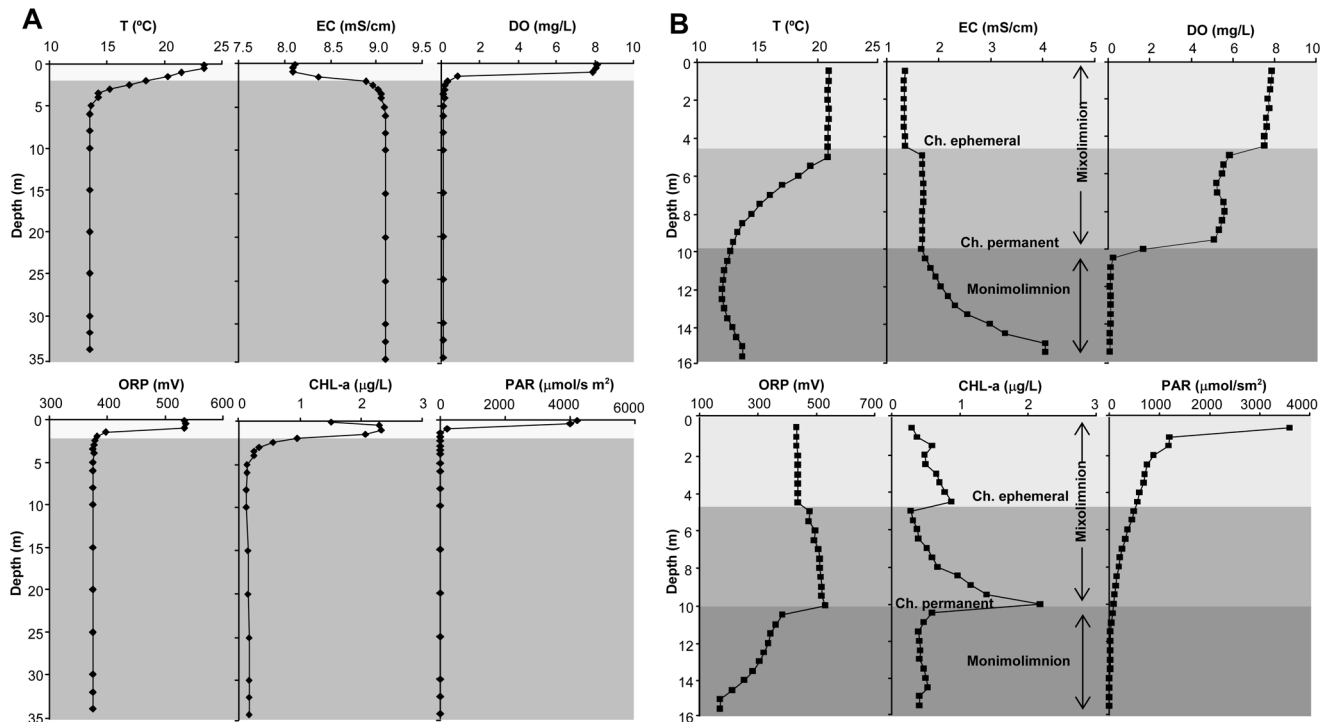 A
T (ºC)
EC (mS/cm)
DO (mg/L)
10 15 20 25
7.5 8.0 8.5 9.0 9.5
0 2 4 6 8 10
0
5
10
15
20
25
30
35
Depth (m)
ORP (mV)
CHL-a (µg/L)
PAR (µmol/s m²)
300 400 500 600
0 1 2 3
0 2000 4000 6000
0
5
10
15
20
25
30
35
Depth (m)
B
T (ºC)
EC (mS/cm)
DO (mg/L)
10 15 20 25
1 2 3 4 5
0 2 4 6 8 10
0
2
4
6
8
10
12
14
16
Depth (m)
Ch. ephemeral
Ch. permanent
Mixolimnion
Monimolimnion
ORP (mV)
CHL-a (µg/L)
PAR (µmol/sm²)
100 300 500 700
0 1 2 3
0 1000 2000 3000 4000
0
2
4
6
8
10
12
14
16
Depth (m)
Ch. ephemeral
Ch. permanent
Mixolimnion
Monimolimnion